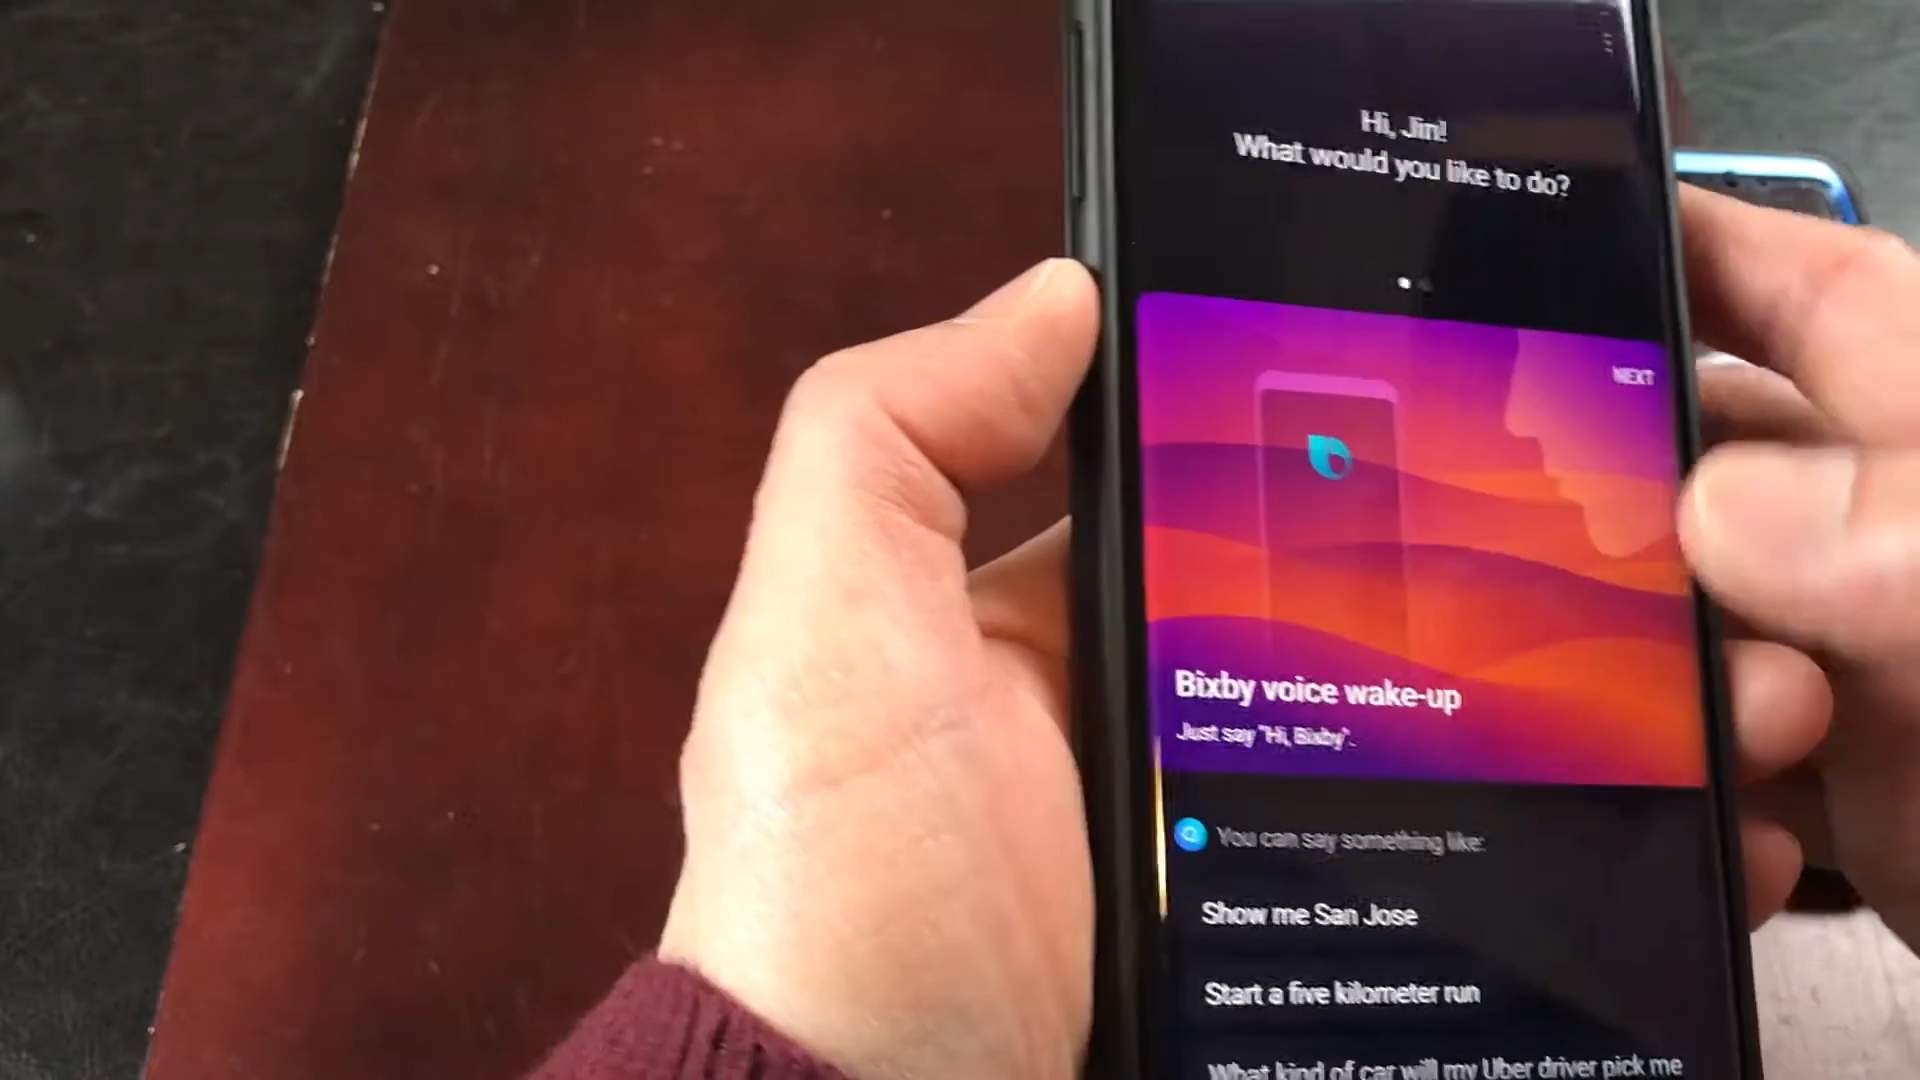 Hi, Jin!
What would you like to do?
NEXT
Bixby voice wake-up
Just say "Hi, Bixby".
You can say something like:
Show me San Jose
Start a five kilometer run
What kind of car will my Uber driver pick me